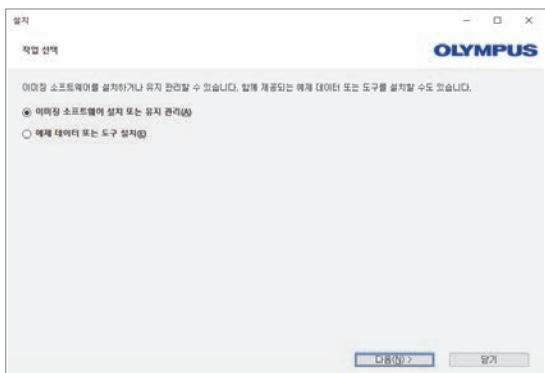 설치
작업 선택
OLYMPUS
이미징 소프트웨어를 설치하거나 유지 관리할 수 있습니다. 함께 제공되는 예제 데이터 또는 도구를 설치할 수도 있습니다.
이미징 소프트웨어 설치 또는 유지 관리(A)
예제 데이터 또는 도구 설치(E)
다음(N) >
닫기